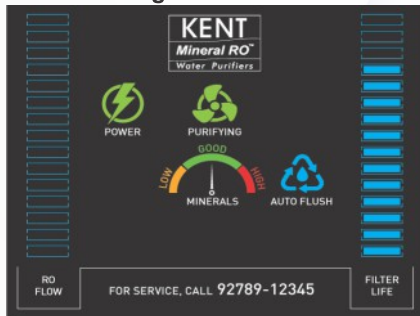 KENT
Mineral RO™
Water Purifiers
POWER
PURIFYING
LOW
GOOD
HIGH
MINERALS
AUTO FLUSH
RO
FLOW
FOR SERVICE, CALL 92789-12345
FILTER
LIFE